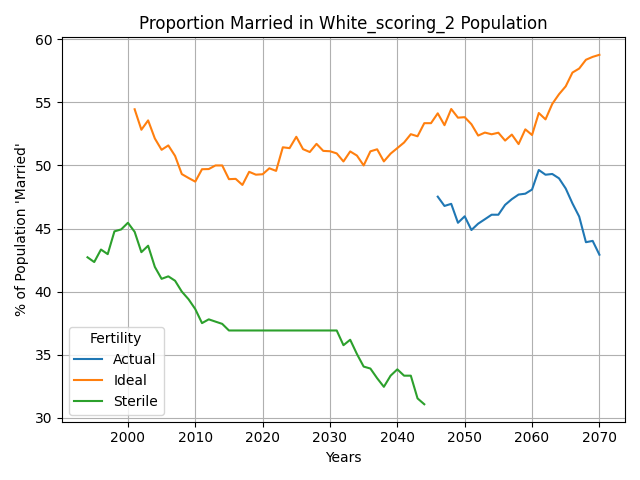 Proportion Married in White_scoring_2 Population
% of Population 'Married'
60
55
50
45
40
35
30
Fertility
Actual
Ideal
Sterile
2000 2010 2020 2030 2040 2050 2060 2070
Years